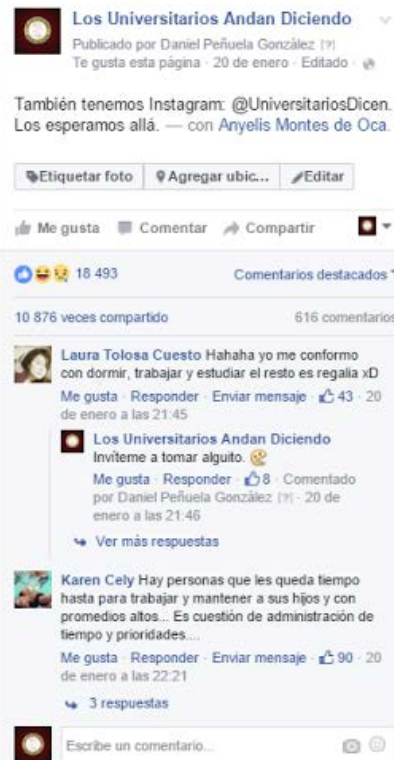 Los Universitarios Andan Diciendo
Publicado por Daniel Peñuela González [?]
Te gusta esta página · 20 de enero · Editado ·
También tenemos Instagram: @UniversitariosDicen.
Los esperamos allá. — con Anyelis Montes de Oca.
Etiquetar foto Agregar ubic... Editar
Me gusta Comentar Compartir
18 493 Comentarios destacados
10 876 veces compartido 616 comentarios
Laura Tolosa Cuesto Hahaha yo me conformo
con dormir, trabajar y estudiar el resto es regalia xD
Me gusta · Responder · Enviar mensaje · 43 · 20
de enero a las 21:45
Los Universitarios Andan Diciendo
Invíteme a tomar alguito.
Me gusta · Responder · 8 · Comentado
por Daniel Peñuela González [?] · 20 de
enero a las 21:46
Ver más respuestas
Karen Cely Hay personas que les queda tiempo
hasta para trabajar y mantener a sus hijos y con
promedios altos... Es cuestión de administración de
tiempo y prioridades....
Me gusta · Responder · Enviar mensaje · 90 · 20
de enero a las 22:21
3 respuestas
Escribe un comentario...